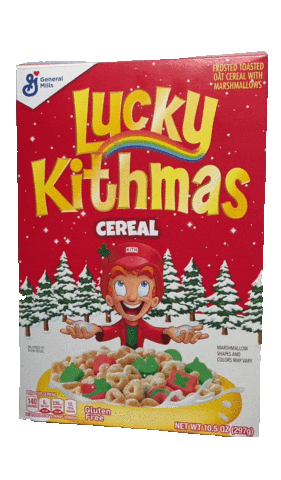 General
Mills
FROSTED TOASTED
OAT CEREAL WITH
MARSHMALLOWS
Lucky
Kithmas
CEREAL
KITH
MARSHMALLOW
SHAPES AND
COLORS MAY VARY
140
Gluten
Free
NET WT 10.5 OZ (297g)